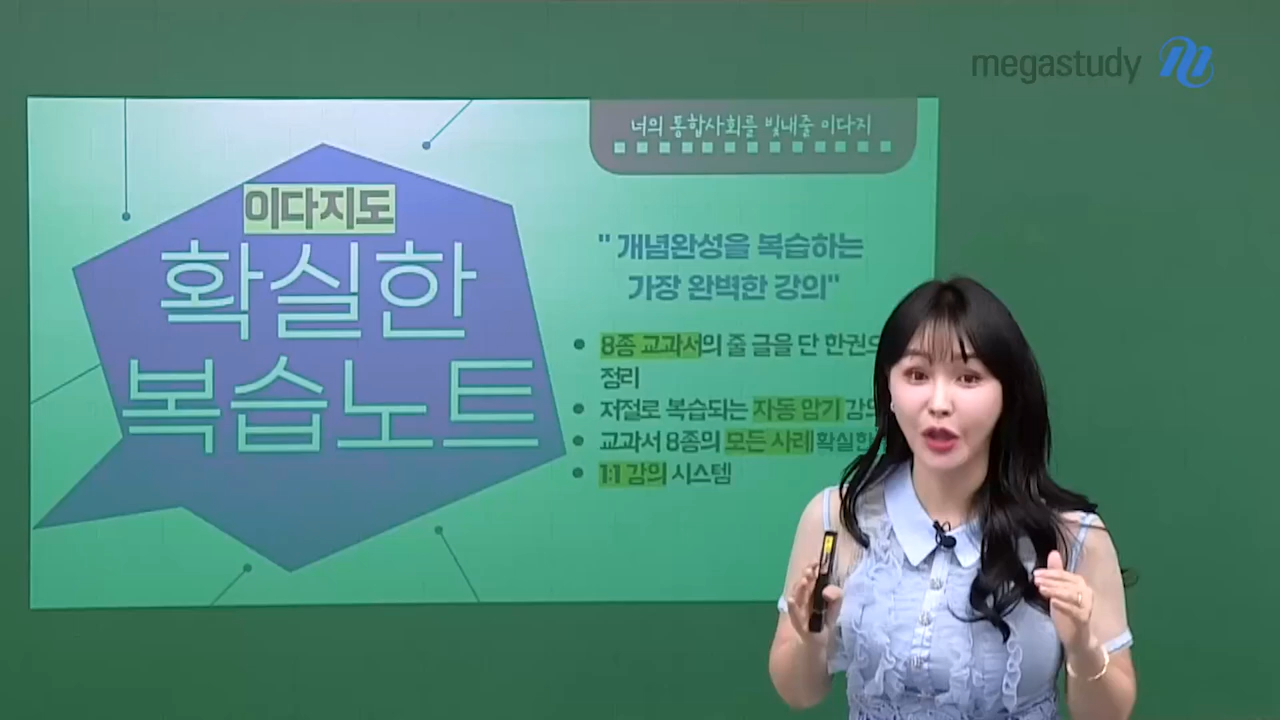 megastudy
너의 통합사회를 빛내줄 이다지
이다지도
확실한
복습노트
" 개념완성을 복습하는
가장 완벽한 강의"
8종 교과서의 줄 글을 단 한권으
정리
저절로 복습되는 자동 암기 강의
교과서 8종의 모든 사례 확실한
1:1 강의 시스템